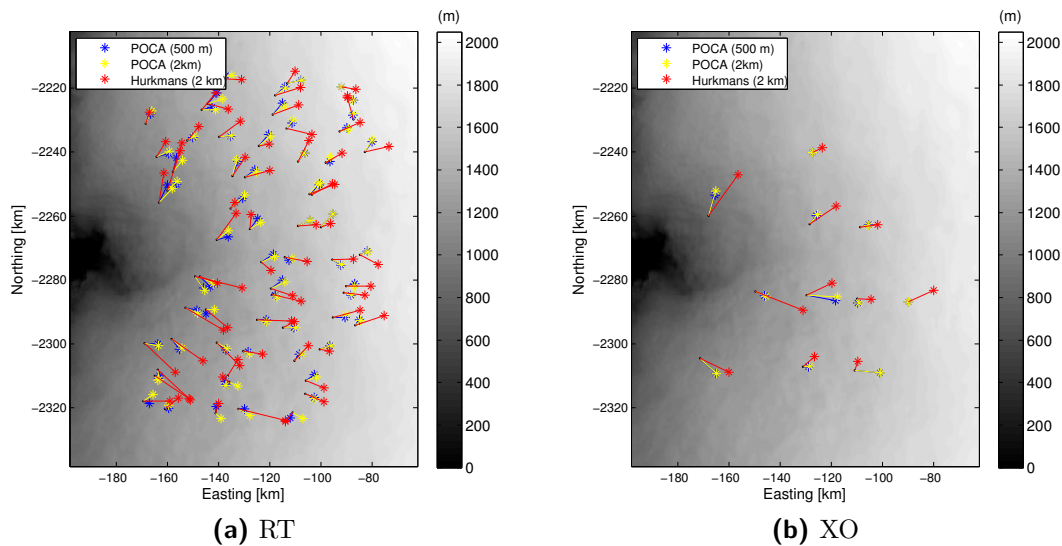 (m)
POCA (500 m)
POCA (2km)
Hurkmans (2 km)
−2220
−2240
−2260
−2280
−2300
−2320
Northing [km]
−180 −160 −140 −120 −100 −80
Easting [km]
2000
1800
1600
1400
1200
1000
800
600
400
200
0
(a) RT
(m)
POCA (500 m)
POCA (2km)
Hurkmans (2 km)
−2220
−2240
−2260
−2280
−2300
−2320
Northing [km]
−180 −160 −140 −120 −100 −80
Easting [km]
2000
1800
1600
1400
1200
1000
800
600
400
200
0
(b) XO